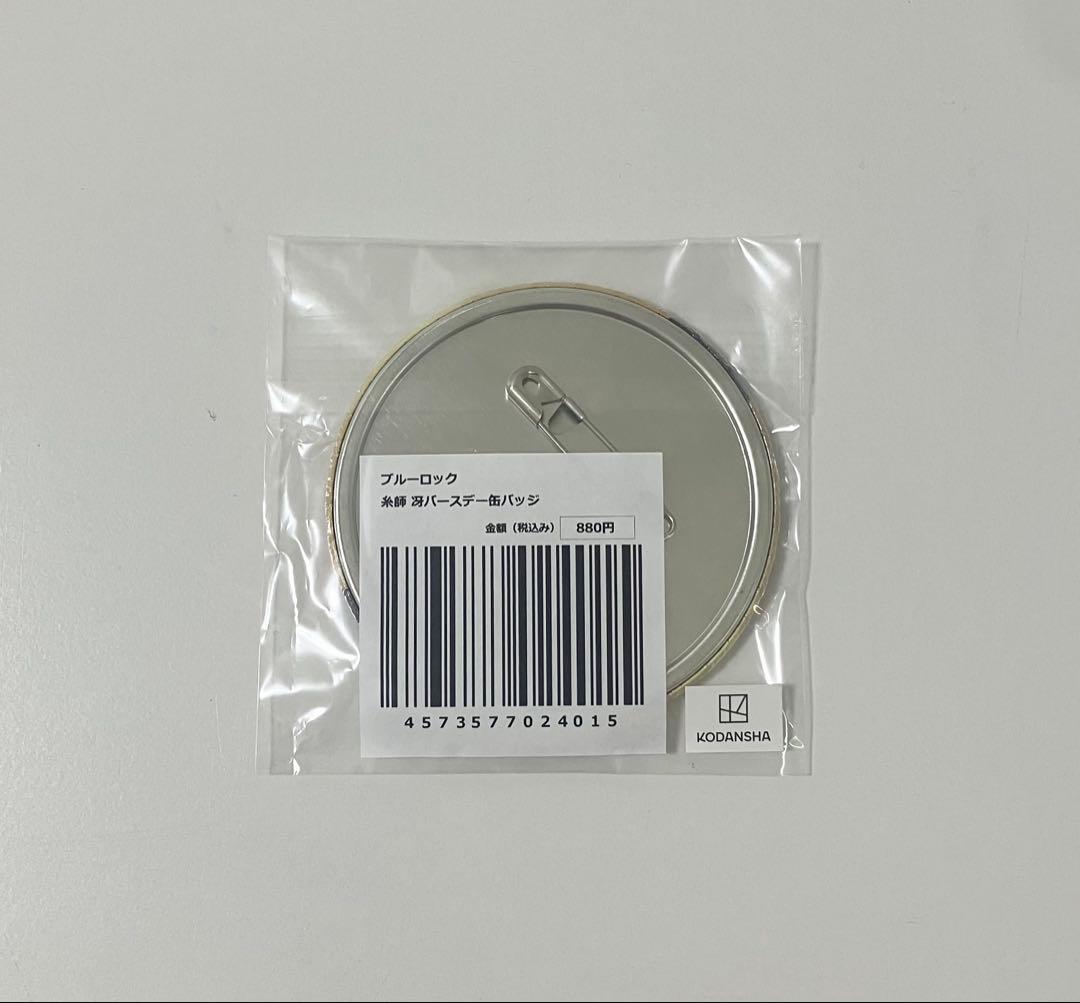 ブルーロック
糸師 冴バースデー缶バッジ
金額（税込み） 880円
4573577024015
KODANSHA